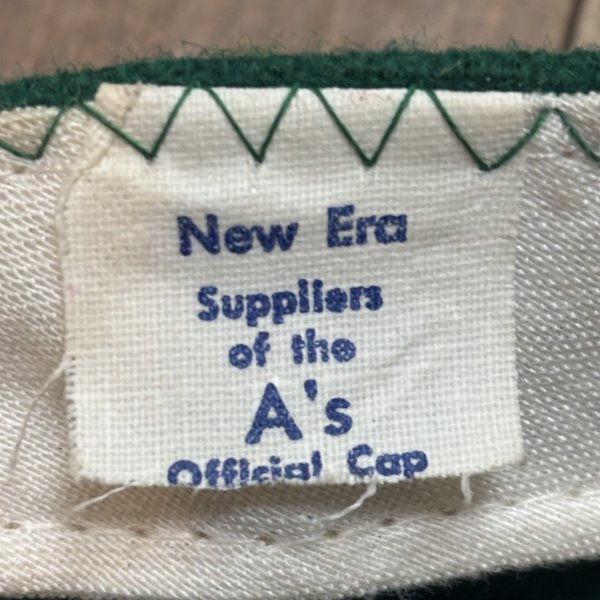 New Era
Suppliers
of the
A's
Official Cap